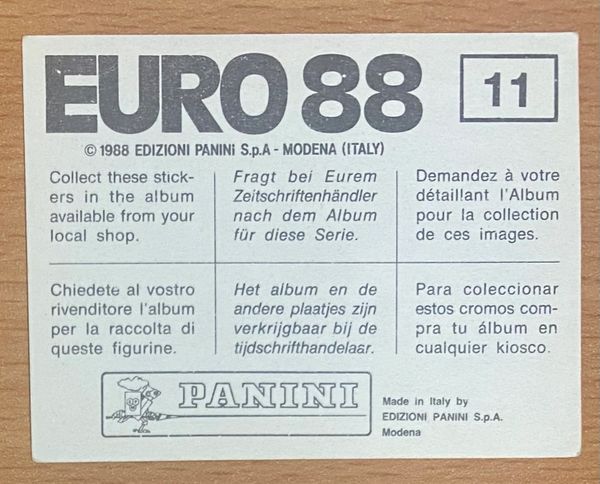 EURO 88
11
© 1988 EDIZIONI PANINI S.p.A - MODENA (ITALY)
Collect these stick-
ers in the album
available from your
local shop.
Fragt bei Eurem
Zeitschriftenhändler
nach dem Album
für diese Serie.
Demandez à votre
détaillant l'Album
pour la collection
de ces images.
Chiedete al vostro
rivenditore l'album
per la raccolta di
queste figurine.
Het album en de
andere plaatjes zijn
verkrijgbaar bij de
tijdschrifthandelaar.
Para coleccionar
estos cromos com-
pra tu álbum en
cualquier kiosco.
PANINI
Made in Italy by
EDIZIONI PANINI S.p.A.
Modena